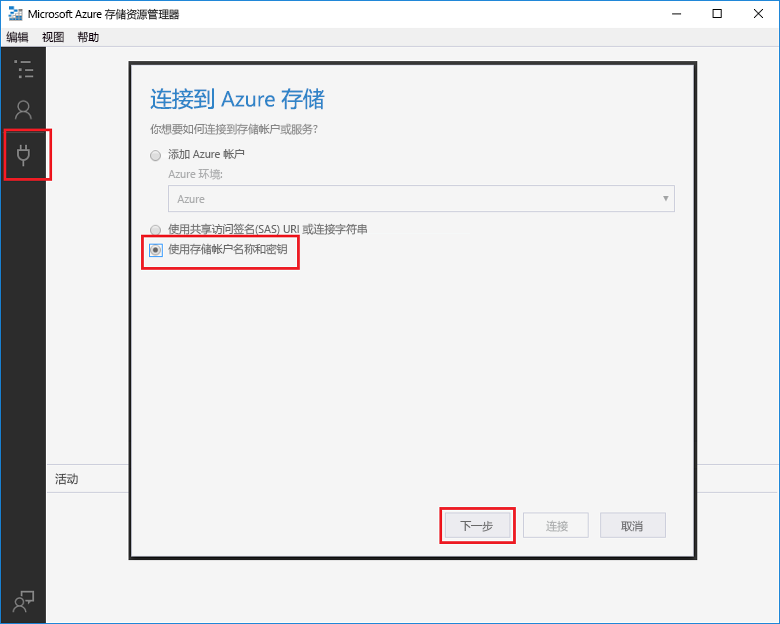 Microsoft Azure 存储资源管理器
编辑 视图 帮助
连接到 Azure 存储
你想要如何连接到存储帐户或服务?
添加 Azure 帐户
Azure 环境:
Azure
使用共享访问签名(SAS) URI 或连接字符串
使用存储帐户名称和密钥
活动
下一步 连接 取消